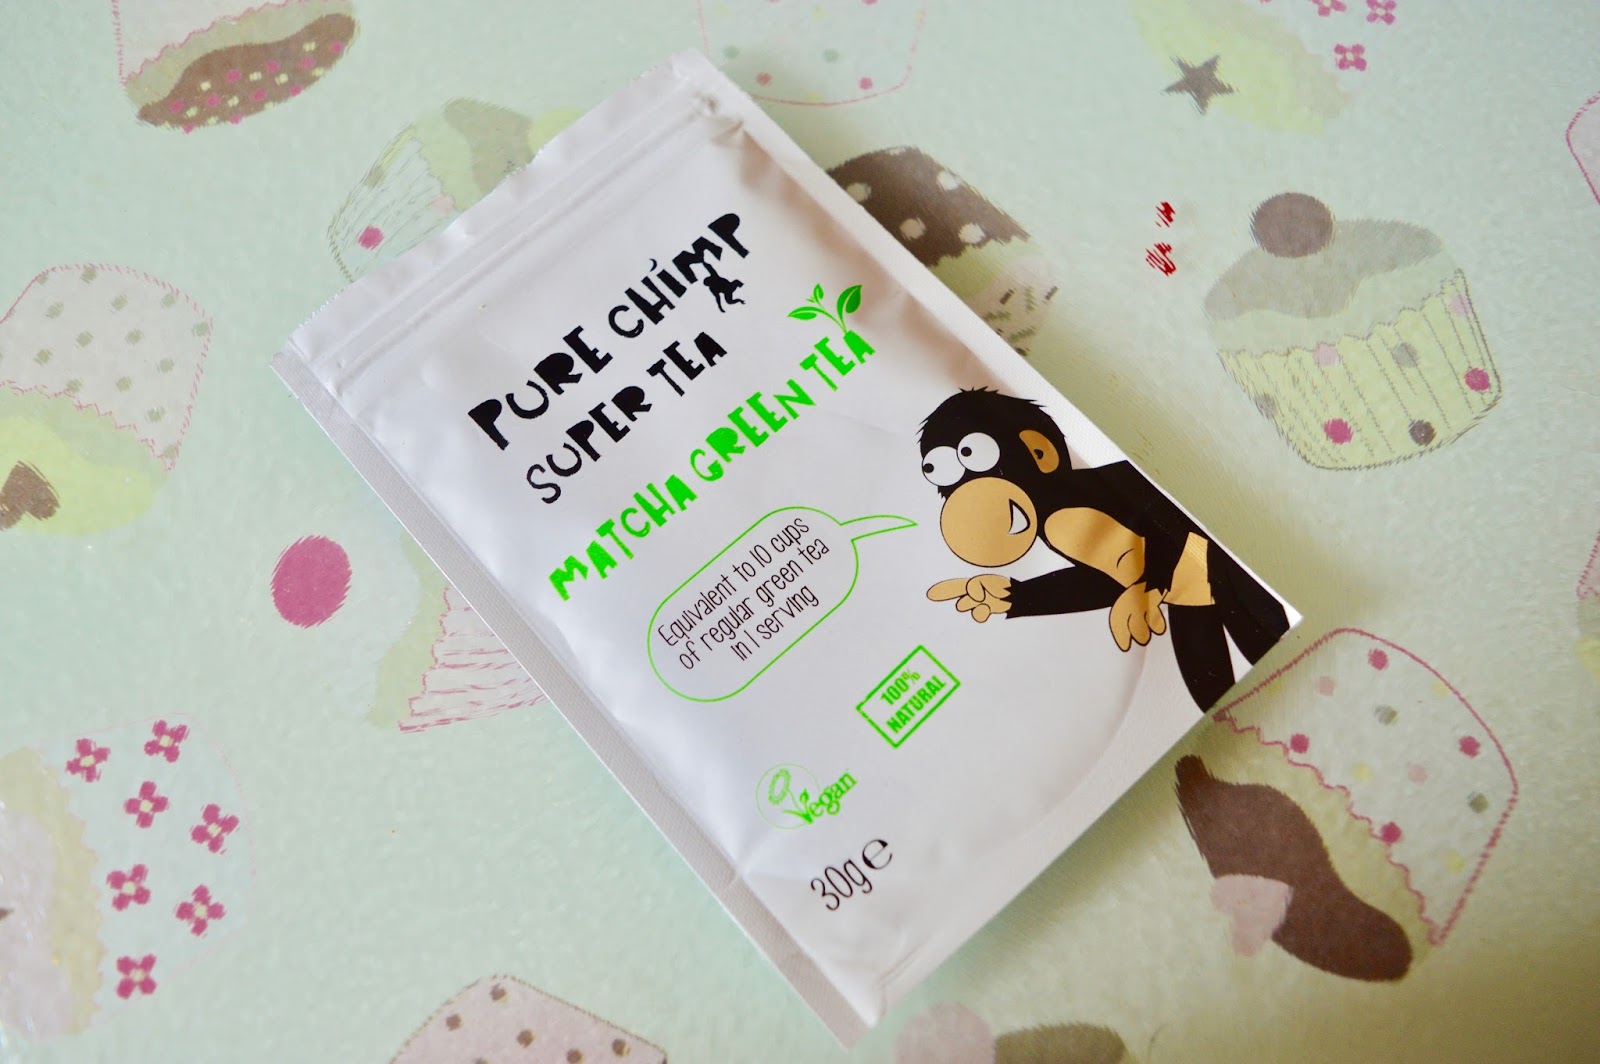 PURE CHIMP
SUPER TEA
MATCHA GREEN TEA
Equivalent to 10 cups
of regular green tea
in 1 serving
100%
NATURAL
Vegan
30g e